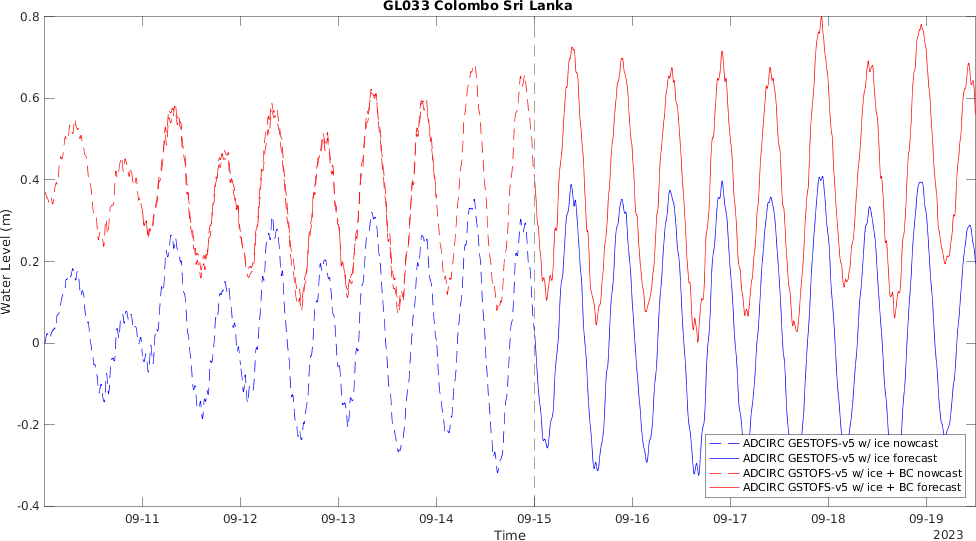 GL033 Colombo Sri Lanka
0.8
0.6
0.4
0.2
0
-0.2
-0.4
Water Level (m)
ADCIRC GESTOFS-v5 w/ ice nowcast
ADCIRC GESTOFS-v5 w/ ice forecast
ADCIRC GSTOFS-v5 w/ ice + BC nowcast
ADCIRC GSTOFS-v5 w/ ice + BC forecast
09-11 09-12 09-13 09-14 09-15 09-16 09-17 09-18 09-19
Time
2023